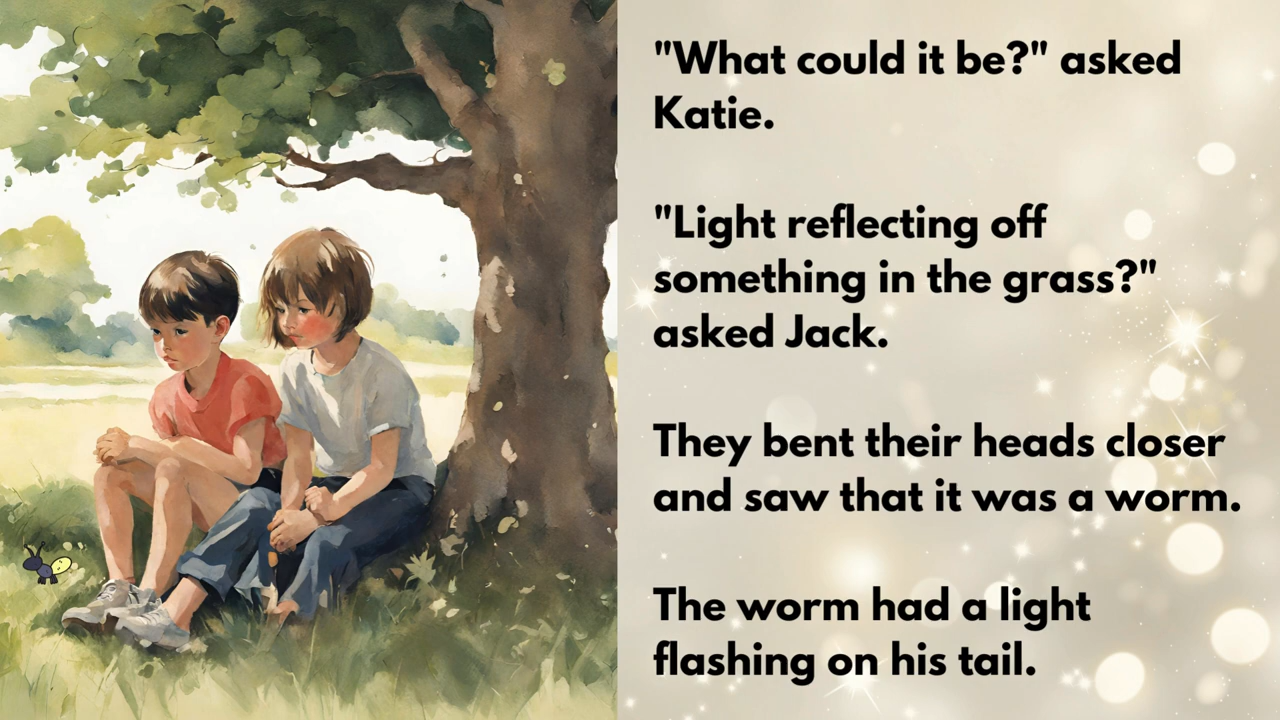 "What could it be?" asked
Katie.
"Light reflecting off
something in the grass?"
asked Jack.
They bent their heads closer
and saw that it was a worm.
The worm had a light
flashing on his tail.